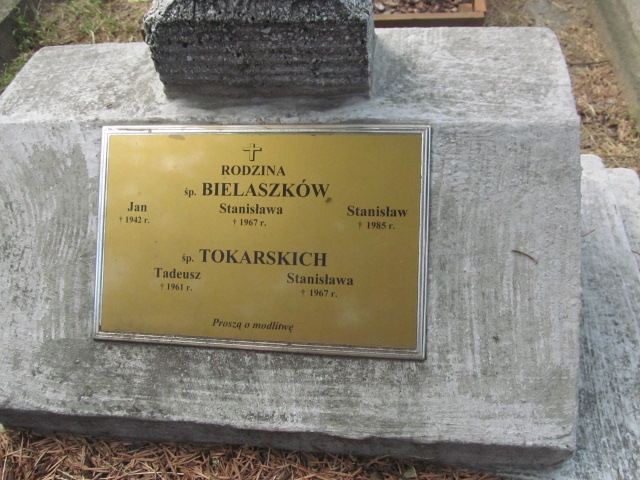 RODZINA
śp. BIELASZKÓW
Jan Stanisława Stanisław
† 1942 r. † 1967 r. † 1985 r.
śp. TOKARSKICH
Tadeusz Stanisława
† 1961 r. † 1967 r.
Proszą o modlitwę